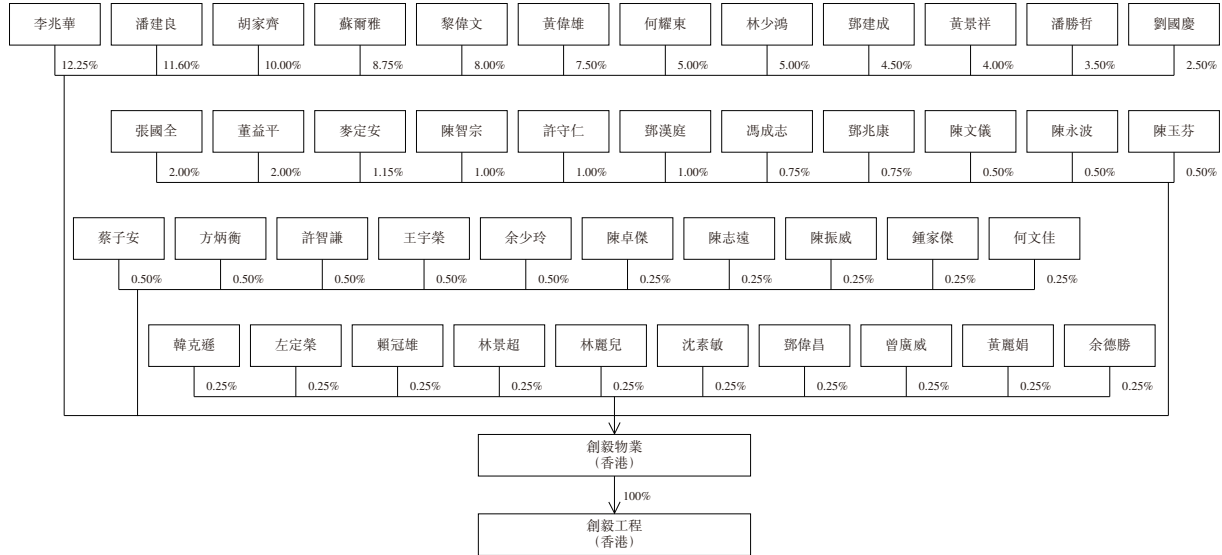 李兆華 潘建良 胡家齊 蘇爾雅 黎偉文 黃偉雄 何耀東 林少鴻 鄧建成 黃景祥 潘勝哲 劉國慶
12.25% 11.60% 10.00% 8.75% 8.00% 7.50% 5.00% 5.00% 4.50% 4.00% 3.50% 2.50%
張國全 董益平 麥定安 陳智宗 許守仁 鄧漢庭 馮成志 鄧兆康 陳文儀 陳永波 陳玉芬
2.00% 2.00% 1.15% 1.00% 1.00% 1.00% 0.75% 0.75% 0.50% 0.50% 0.50%
蔡子安 方炳衡 許智謙 王宇榮 余少玲 陳卓傑 陳志遠 陳振威 鍾家傑 何文佳
0.50% 0.50% 0.50% 0.50% 0.50% 0.25% 0.25% 0.25% 0.25% 0.25%
韓克遜 左定榮 賴冠雄 林景超 林麗兒 沈素敏 鄧偉昌 曾廣威 黃麗娟 余德勝
0.25% 0.25% 0.25% 0.25% 0.25% 0.25% 0.25% 0.25% 0.25% 0.25%
創毅物業
(香港)
100%
創毅工程
(香港)